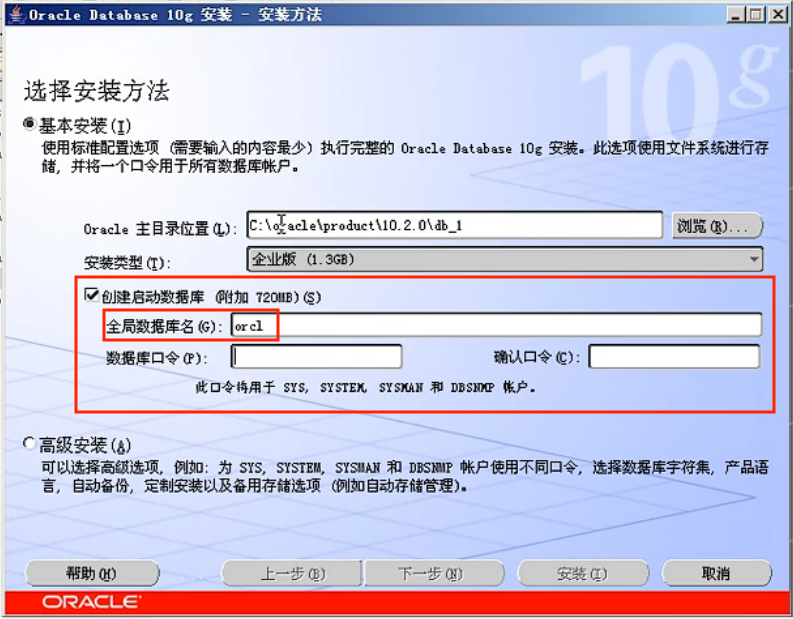 Oracle Database 10g 安装 - 安装方法
10g
选择安装方法
基本安装(I)
使用标准配置选项 (需要输入的内容最少) 执行完整的 Oracle Database 10g 安装。此选项使用文件系统进行存
储, 并将一个口令用于所有数据库帐户。
Oracle 主目录位置(L): C:\oracle\product\10.2.0\db_1 浏览(R)...
安装类型(T): 企业版 (1.3GB)
创建启动数据库 (附加 720MB)(S)
全局数据库名(G): orcl
数据库口令(P): 确认口令(C):
此口令将用于 SYS, SYSTEM, SYSMAN 和 DBSNMP 帐户。
高级安装(A)
可以选择高级选项, 例如: 为 SYS, SYSTEM, SYSMAN 和 DBSNMP 帐户使用不同口令, 选择数据库字符集, 产品语
言, 自动备份, 定制安装以及备用存储选项 (例如自动存储管理)。
帮助(H) 上一步(B) 下一步(N) 安装(I) 取消
ORACLE